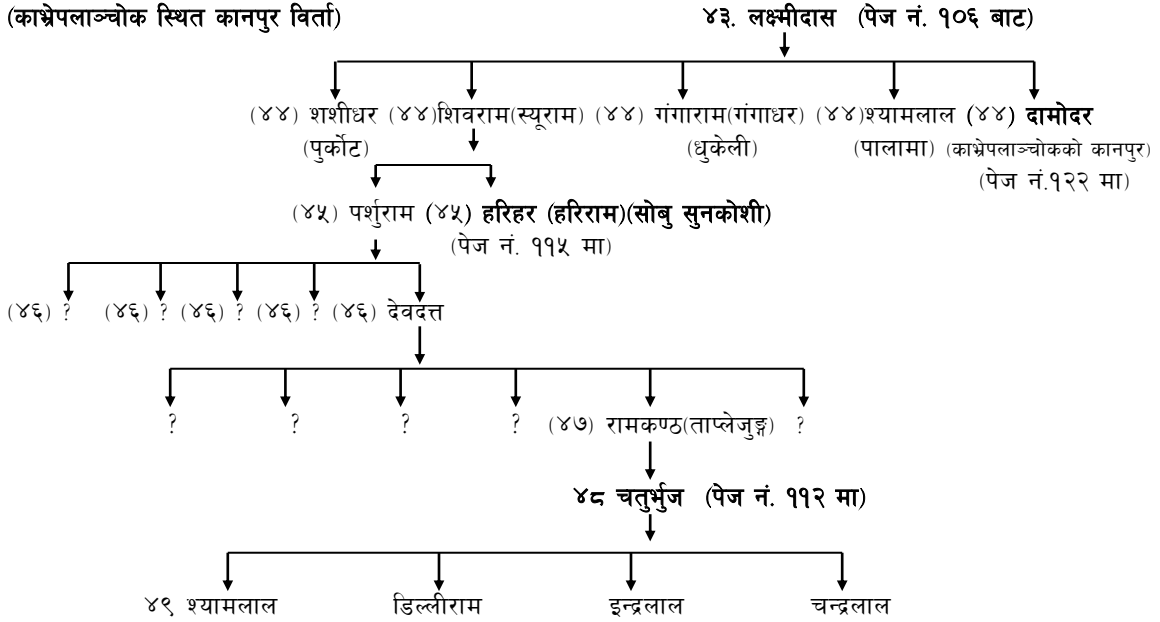 (काभ्रेपलाञ्चोक स्थित कानपुर विर्ता) ४३. लक्ष्मीदास (पेज नं. १०६ बाट)
(४४) शशीधर (४४)शिवराम(स्यूराम) (४४) गंगाराम(गंगाधर) (४४)श्यामलाल (४४) दामोदर
(पुर्कोट) (धुकेली) (पालामा) (काभ्रेपलाञ्चोकको कानपुर)
(पेज नं.१२२ मा)
(४५) पर्शुराम (४५) हरिहर (हरिराम)(सोबु सुनकोशी)
(पेज नं. ११५ मा)
(४६) ? (४६) ? (४६) ? (४६) ? (४६) देवदत्त
? ? ? ? (४७) रामकण्ठ(ताप्लेजुङ्ग) ?
४८ चतुर्भुज (पेज नं. ११२ मा)
४९ श्यामलाल डिल्लीराम इन्द्रलाल चन्द्रलाल